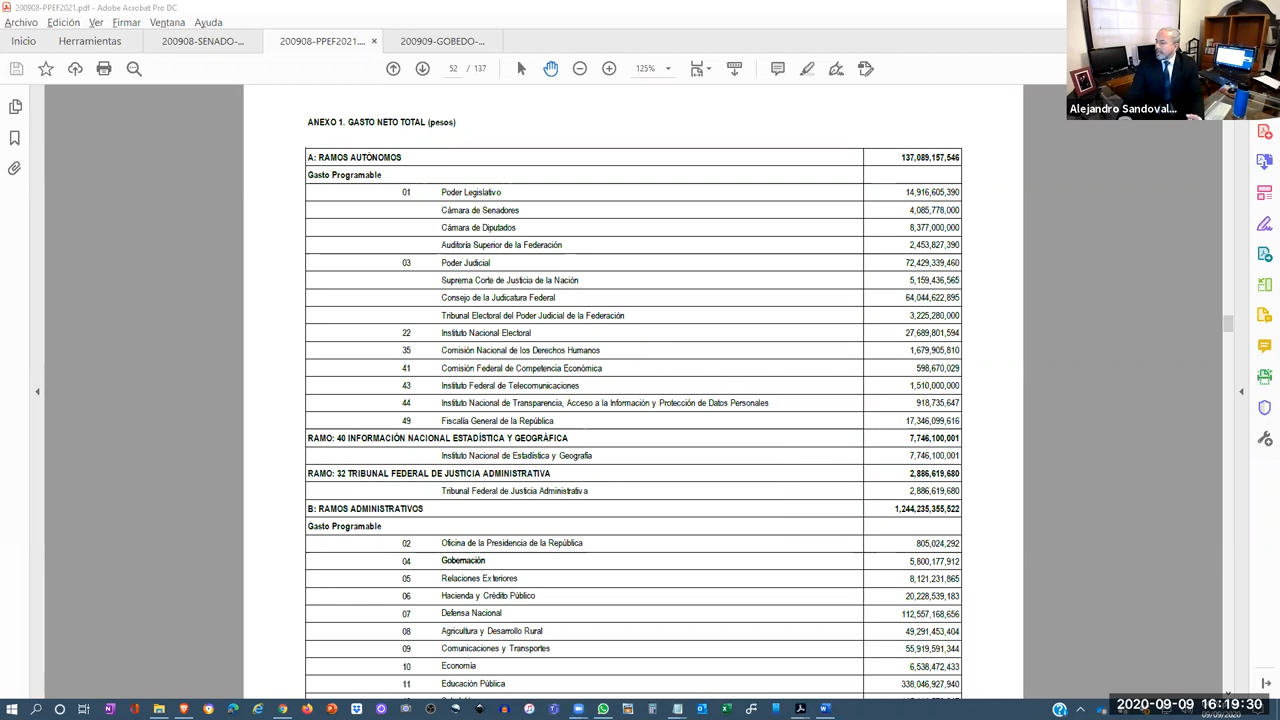 200908-PPEF2021.pdf - Adobe Acrobat Pro DC
Archivo Edición Ver Firmar Ventana Ayuda
Inicio Herramientas 200908-SENADO-... 200908-PPEF2021.... × 200908-GOBEDO-...
52 / 137 125%
Alejandro Sandoval...
ANEXO 1. GASTO NETO TOTAL (pesos)
A: RAMOS AUTÓNOMOS 137,089,157,546
Gasto Programable
01 Poder Legislativo 14,916,605,390
Cámara de Senadores 4,085,778,000
Cámara de Diputados 8,377,000,000
Auditoría Superior de la Federación 2,453,827,390
03 Poder Judicial 72,429,339,460
Suprema Corte de Justicia de la Nación 5,159,436,565
Consejo de la Judicatura Federal 64,044,622,895
Tribunal Electoral del Poder Judicial de la Federación 3,225,280,000
22 Instituto Nacional Electoral 27,689,801,594
35 Comisión Nacional de los Derechos Humanos 1,679,905,810
41 Comisión Federal de Competencia Económica 598,670,029
43 Instituto Federal de Telecomunicaciones 1,510,000,000
44 Instituto Nacional de Transparencia, Acceso a la Información y Protección de Datos Personales 918,735,647
49 Fiscalía General de la República 17,346,099,616
RAMO: 40 INFORMACIÓN NACIONAL ESTADÍSTICA Y GEOGRÁFICA 7,746,100,001
Instituto Nacional de Estadística y Geografía 7,746,100,001
RAMO: 32 TRIBUNAL FEDERAL DE JUSTICIA ADMINISTRATIVA 2,886,619,680
Tribunal Federal de Justicia Administrativa 2,886,619,680
B: RAMOS ADMINISTRATIVOS 1,244,235,355,522
Gasto Programable
02 Oficina de la Presidencia de la República 805,024,292
04 Gobernación 5,800,177,912
05 Relaciones Exteriores 8,121,231,865
06 Hacienda y Crédito Público 20,228,539,183
07 Defensa Nacional 112,557,168,656
08 Agricultura y Desarrollo Rural 49,291,453,404
09 Comunicaciones y Transportes 55,919,591,344
10 Economía 6,538,472,433
11 Educación Pública 338,046,927,940
2020-09-09 16:19:30
09/09/2020